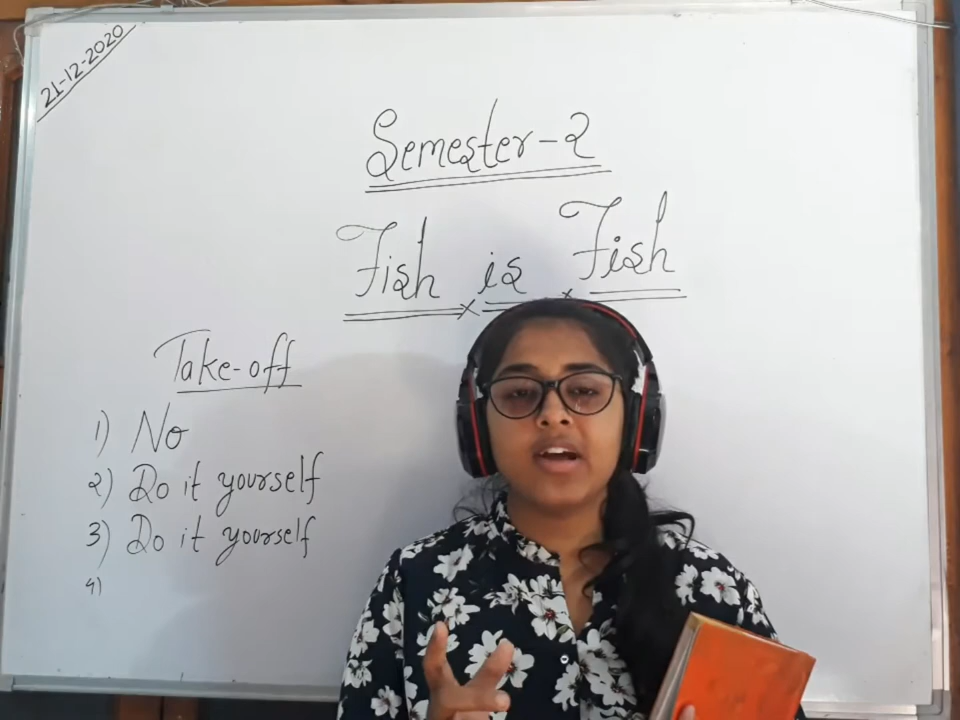 21-12-2020
Semester-2
Fish is Fish
Take-off
1) No
2) Do it yourself
3) Do it yourself
4)